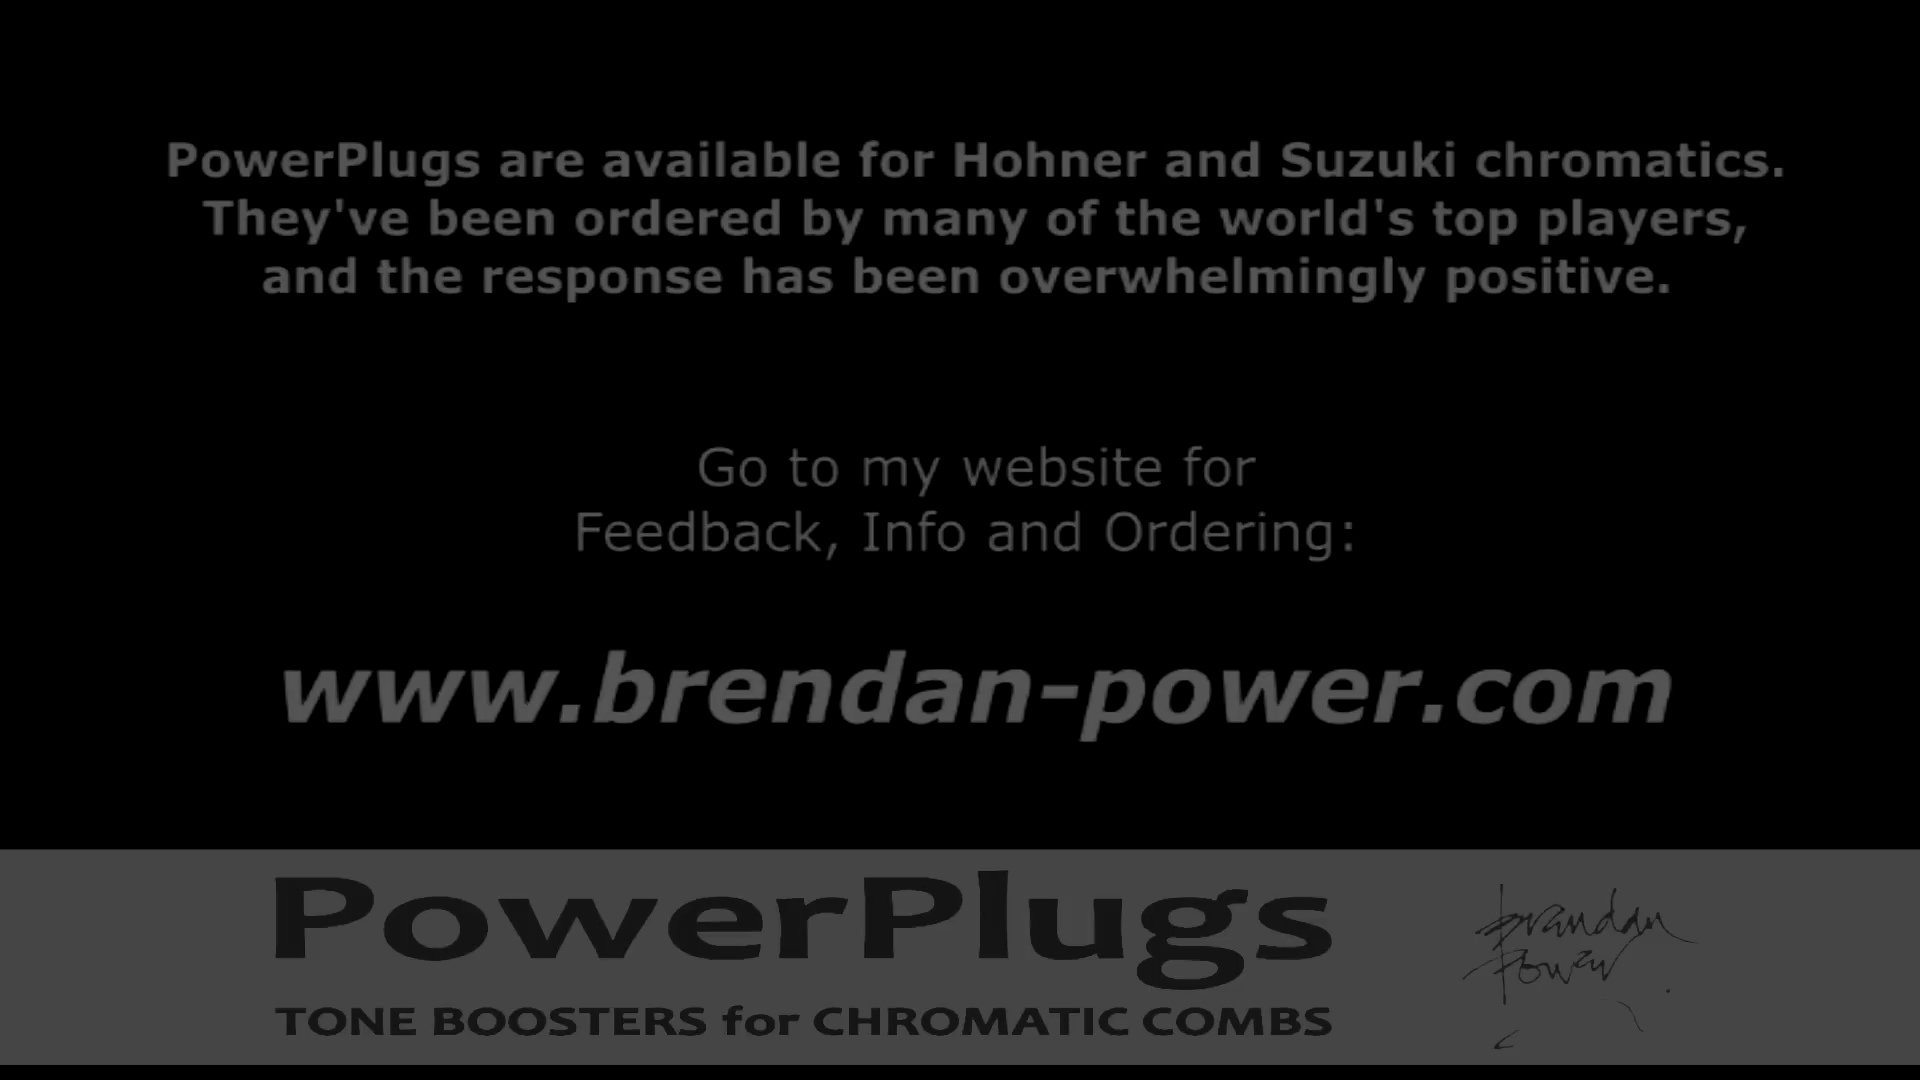 PowerPlugs are available for Hohner and Suzuki chromatics.
They've been ordered by many of the world's top players,
and the response has been overwhelmingly positive.
Go to my website for
Feedback, Info and Ordering:
www.brendan-power.com
PowerPlugs
TONE BOOSTERS for CHROMATIC COMBS
Brendan
Power